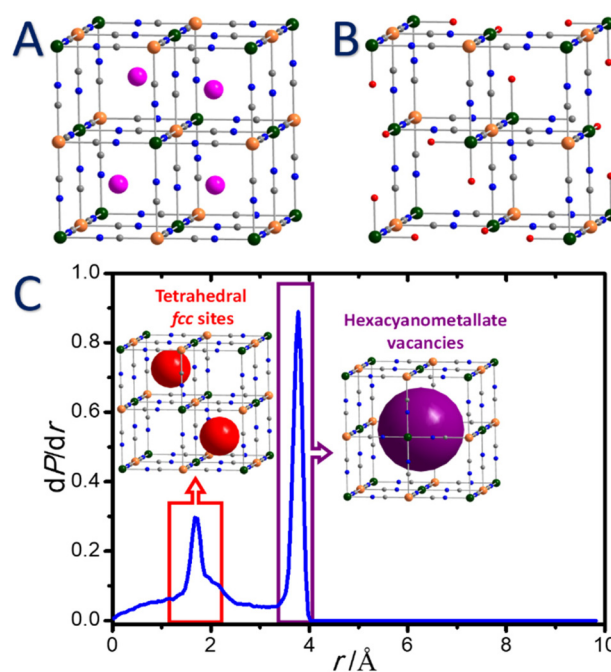 A
B
C
1.0
0.8
0.6
0.4
0.2
0.0
dP/dr
Tetrahedral
fcc sites
Hexacyanometallate
vacancies
0
2
4
6
8
10
r/Å